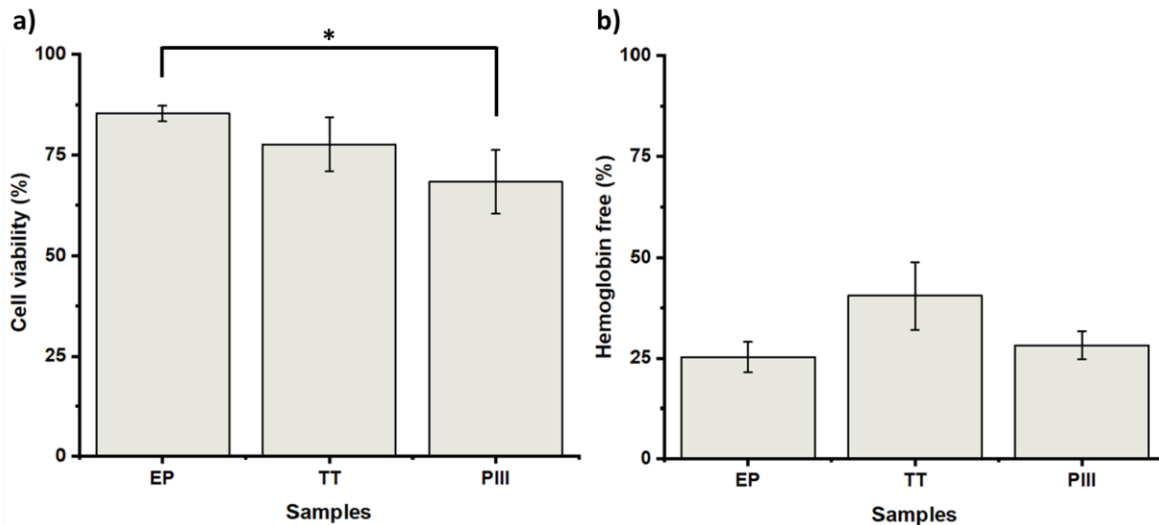 a)
*
100
75
50
25
0
Cell viability (%)
EP TT PIII
Samples
b)
100
75
50
25
0
Hemoglobin free (%)
EP TT PIII
Samples